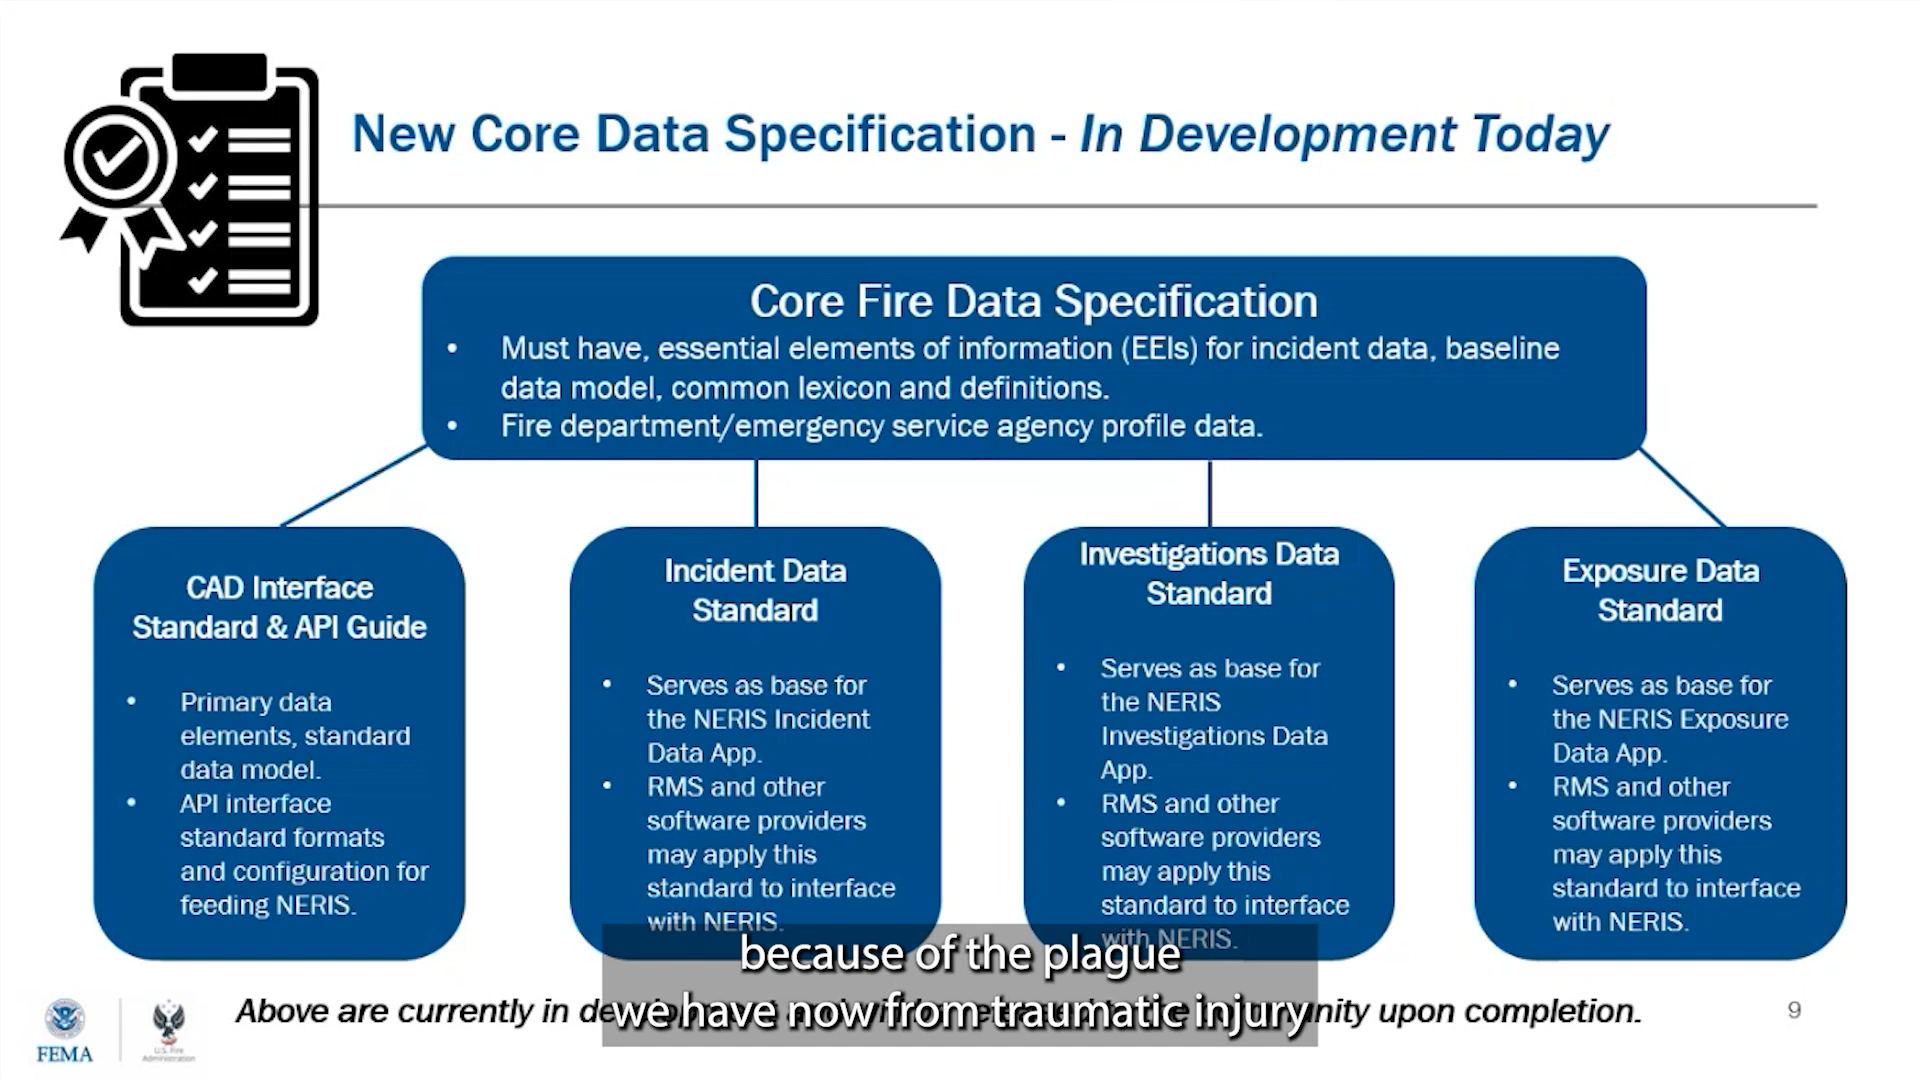 New Core Data Specification - In Development Today
Core Fire Data Specification
• Must have, essential elements of information (EEIs) for incident data, baseline
data model, common lexicon and definitions.
• Fire department/emergency service agency profile data.
CAD Interface
Standard & API Guide
• Primary data
elements, standard
data model.
• API interface
standard formats
and configuration for
feeding NERIS.
Incident Data
Standard
• Serves as base for
the NERIS Incident
Data App.
• RMS and other
software providers
may apply this
standard to interface
with NERIS.
Investigations Data
Standard
• Serves as base for
the NERIS
Investigations Data
App.
• RMS and other
software providers
may apply this
standard to interface
with NERIS.
Exposure Data
Standard
• Serves as base for
the NERIS Exposure
Data App.
• RMS and other
software providers
may apply this
standard to interface
with NERIS.
because of the plague
we have now from traumatic injury
Above are currently in upon completion.
9
FEMA
U.S. Fire
Administration